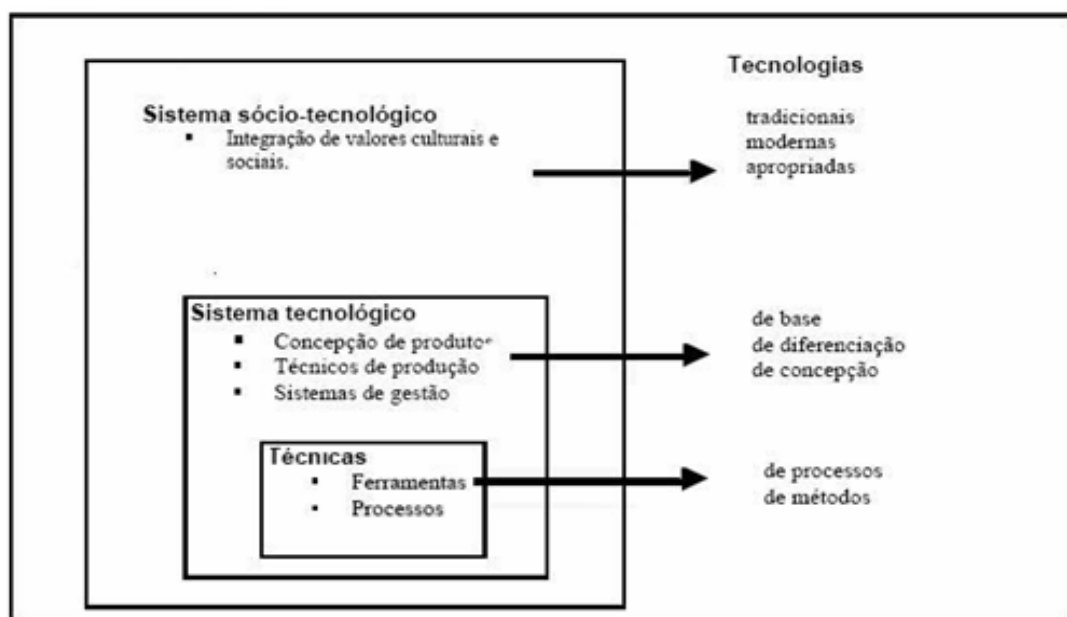 Tecnologias
Sistema sócio-tecnológico
▪ Integração de valores culturais e
sociais.
tradicionais
modernas
apropriadas
Sistema tecnológico
▪ Concepção de produtos
▪ Técnicos de produção
▪ Sistemas de gestão
de base
de diferenciação
de concepção
Técnicas
▪ Ferramentas
▪ Processos
de processos
de métodos